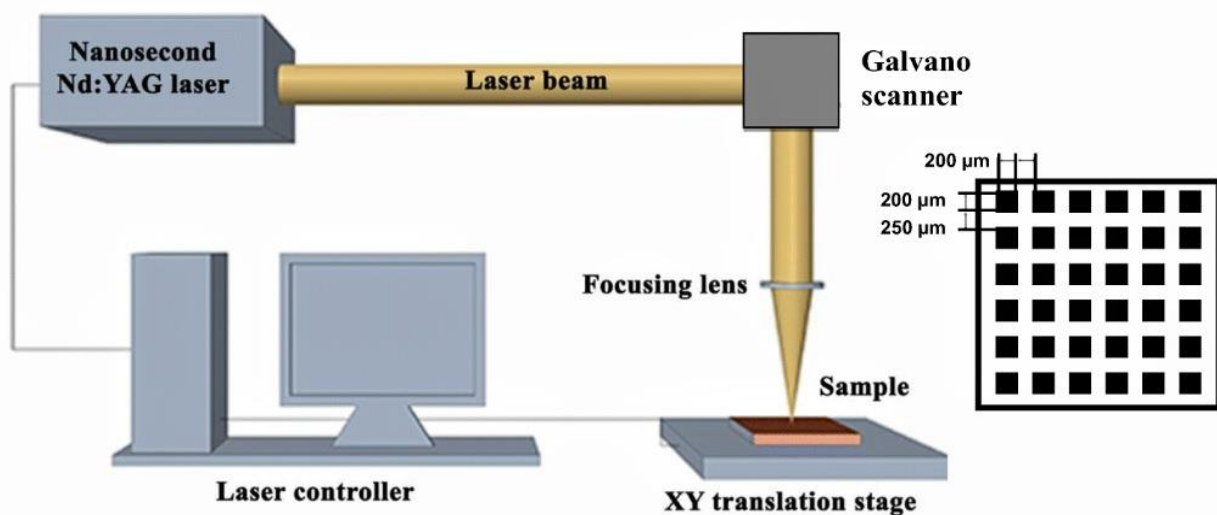 Nanosecond
Nd:YAG laser
Laser beam
Galvano
scanner
200 µm
200 µm
250 µm
Focusing lens
Sample
Laser controller
XY translation stage